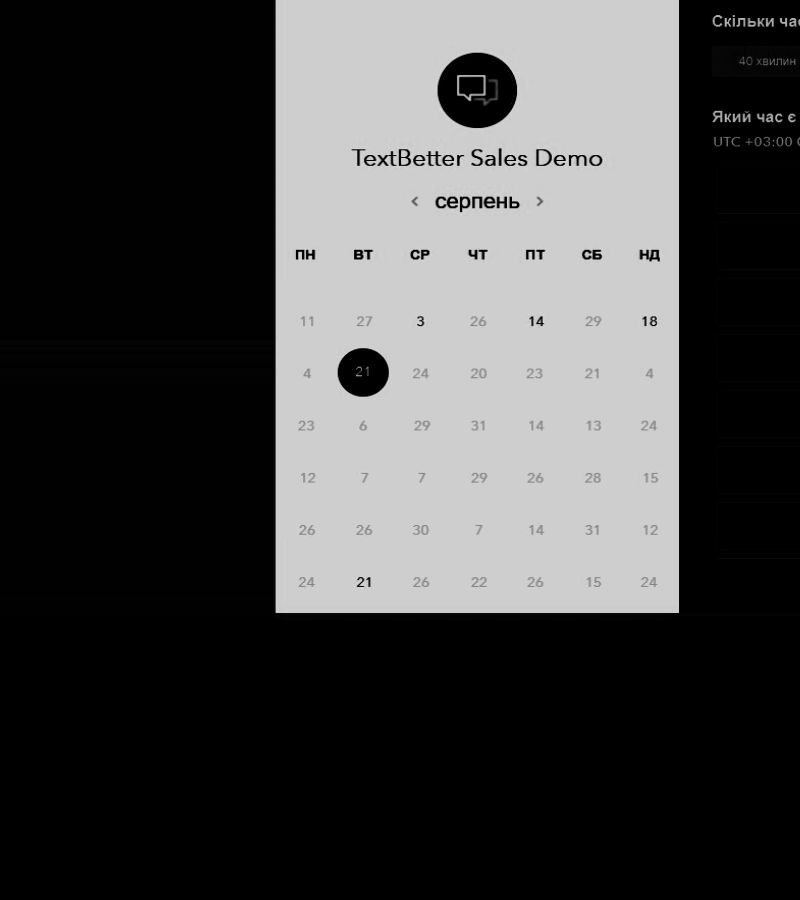 TextBetter Sales Demo
серпень
ПН ВТ СР ЧТ ПТ СБ НД
11 27 3 26 14 29 18
4 21 24 20 23 21 4
23 6 29 31 14 13 24
12 7 7 29 26 28 15
26 26 30 7 14 31 12
24 21 26 22 26 15 24
Скільки
40 хвилин
Який час є
UTC +03:00